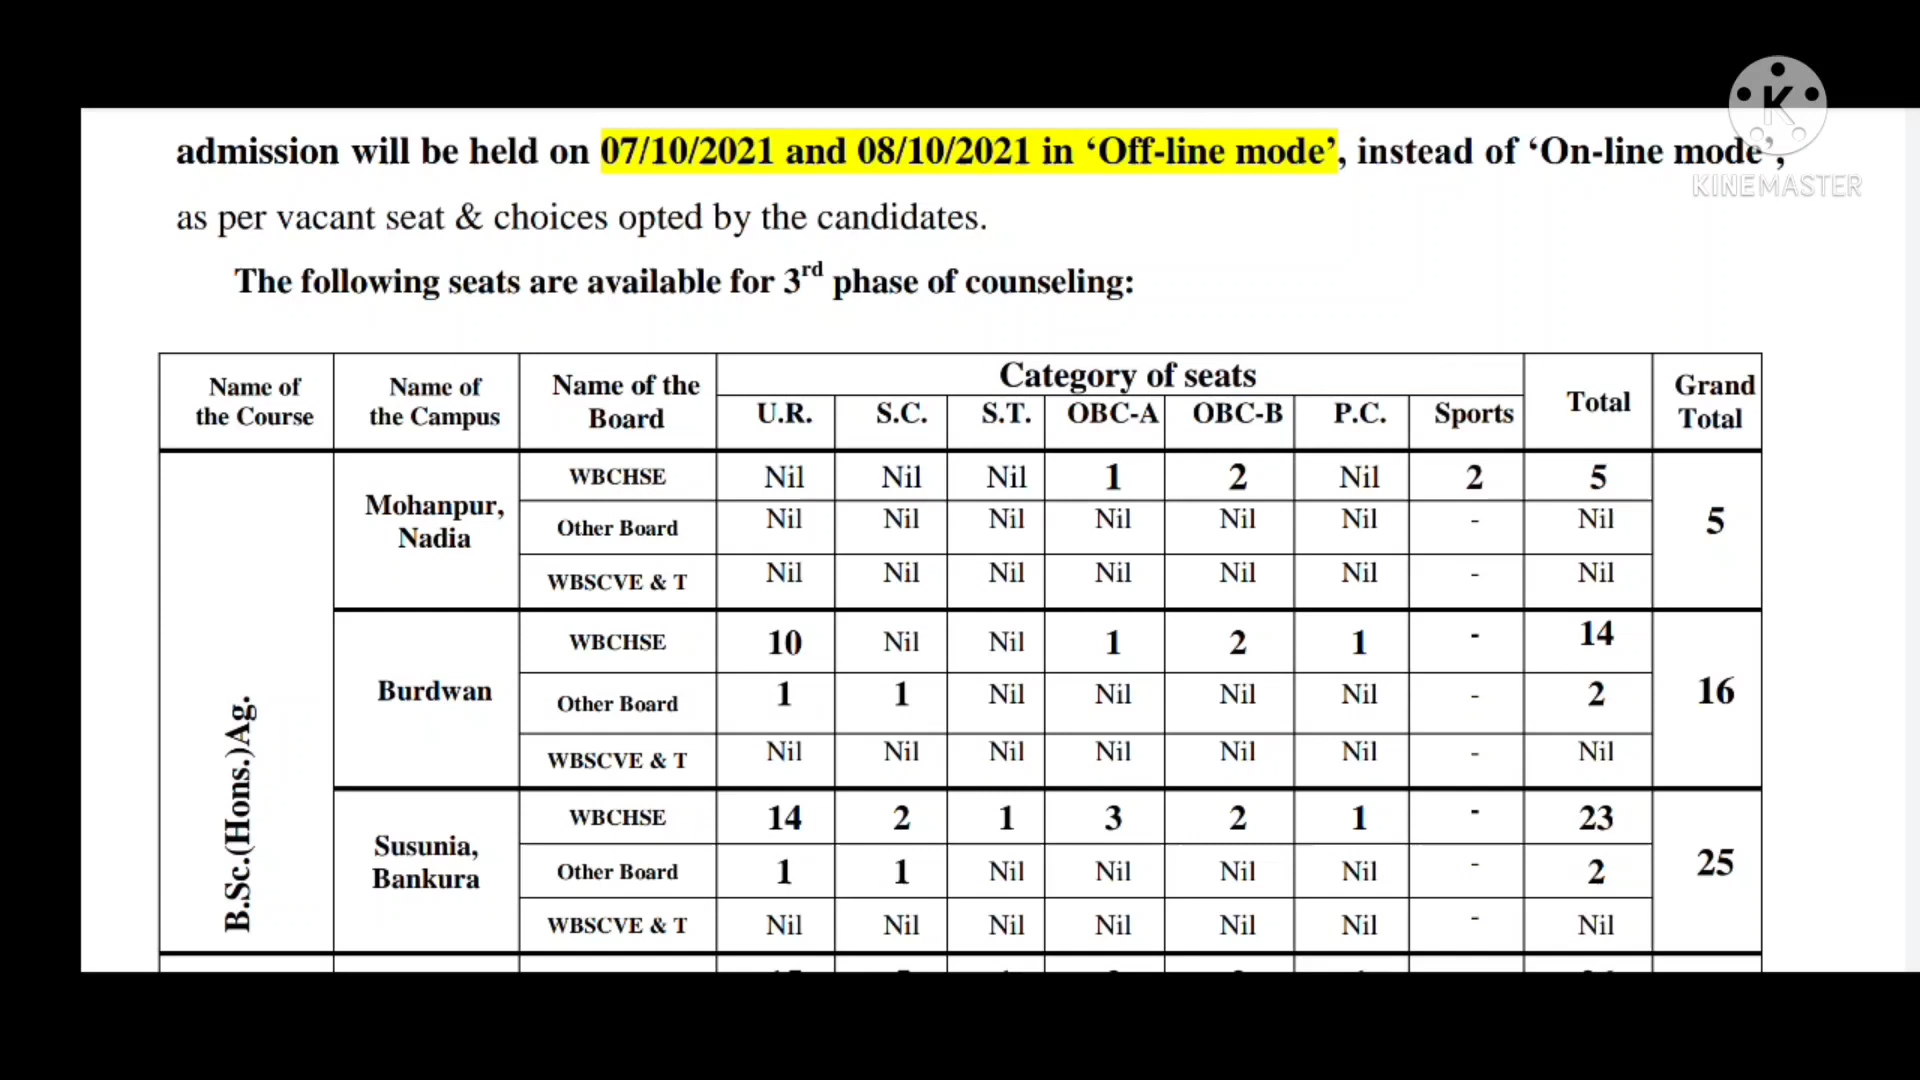 K
KINEMASTER
admission will be held on 07/10/2021 and 08/10/2021 in ‘Off-line mode’, instead of ‘On-line mode’,
as per vacant seat & choices opted by the candidates.
The following seats are available for 3rd phase of counseling:
Name of the Course Name of the Campus Name of the Board Category of seats Total Grand Total
U.R. S.C. S.T. OBC-A OBC-B P.C. Sports
B.Sc.(Hons.)Ag.
Mohanpur, Nadia
WBCHSE Nil Nil Nil 1 2 Nil 2 5
Other Board Nil Nil Nil Nil Nil Nil - Nil
5
WBSCVE & T Nil Nil Nil Nil Nil Nil - Nil
Burdwan
WBCHSE 10 Nil Nil 1 2 1 - 14
Other Board 1 1 Nil Nil Nil Nil - 2
16
WBSCVE & T Nil Nil Nil Nil Nil Nil - Nil
Susunia, Bankura
WBCHSE 14 2 1 3 2 1 - 23
Other Board 1 1 Nil Nil Nil Nil - 2
25
WBSCVE & T Nil Nil Nil Nil Nil Nil - Nil